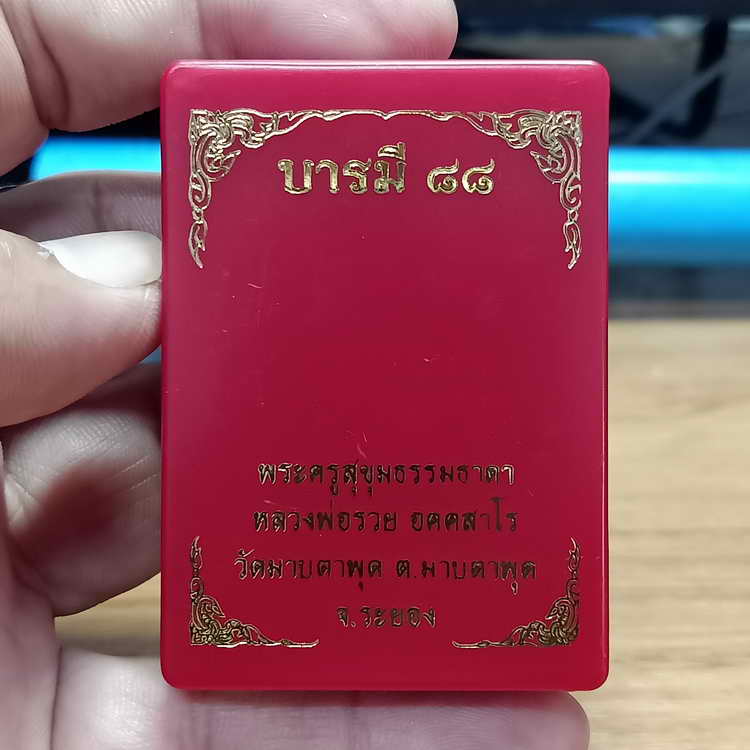 บารมี ๘๘
พระครูสุขุมธรรมธาดา
หลวงพ่อรวย อคคสาโร
วัดมาบตาพุด ต.มาบตาพุด
จ.ระยอง